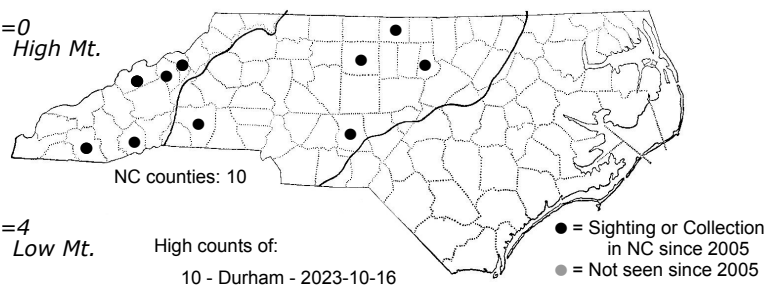 =0
High Mt.
NC counties: 10
=4
Low Mt.
High counts of:
10 - Durham - 2023-10-16
= Sighting or Collection
in NC since 2005
= Not seen since 2005